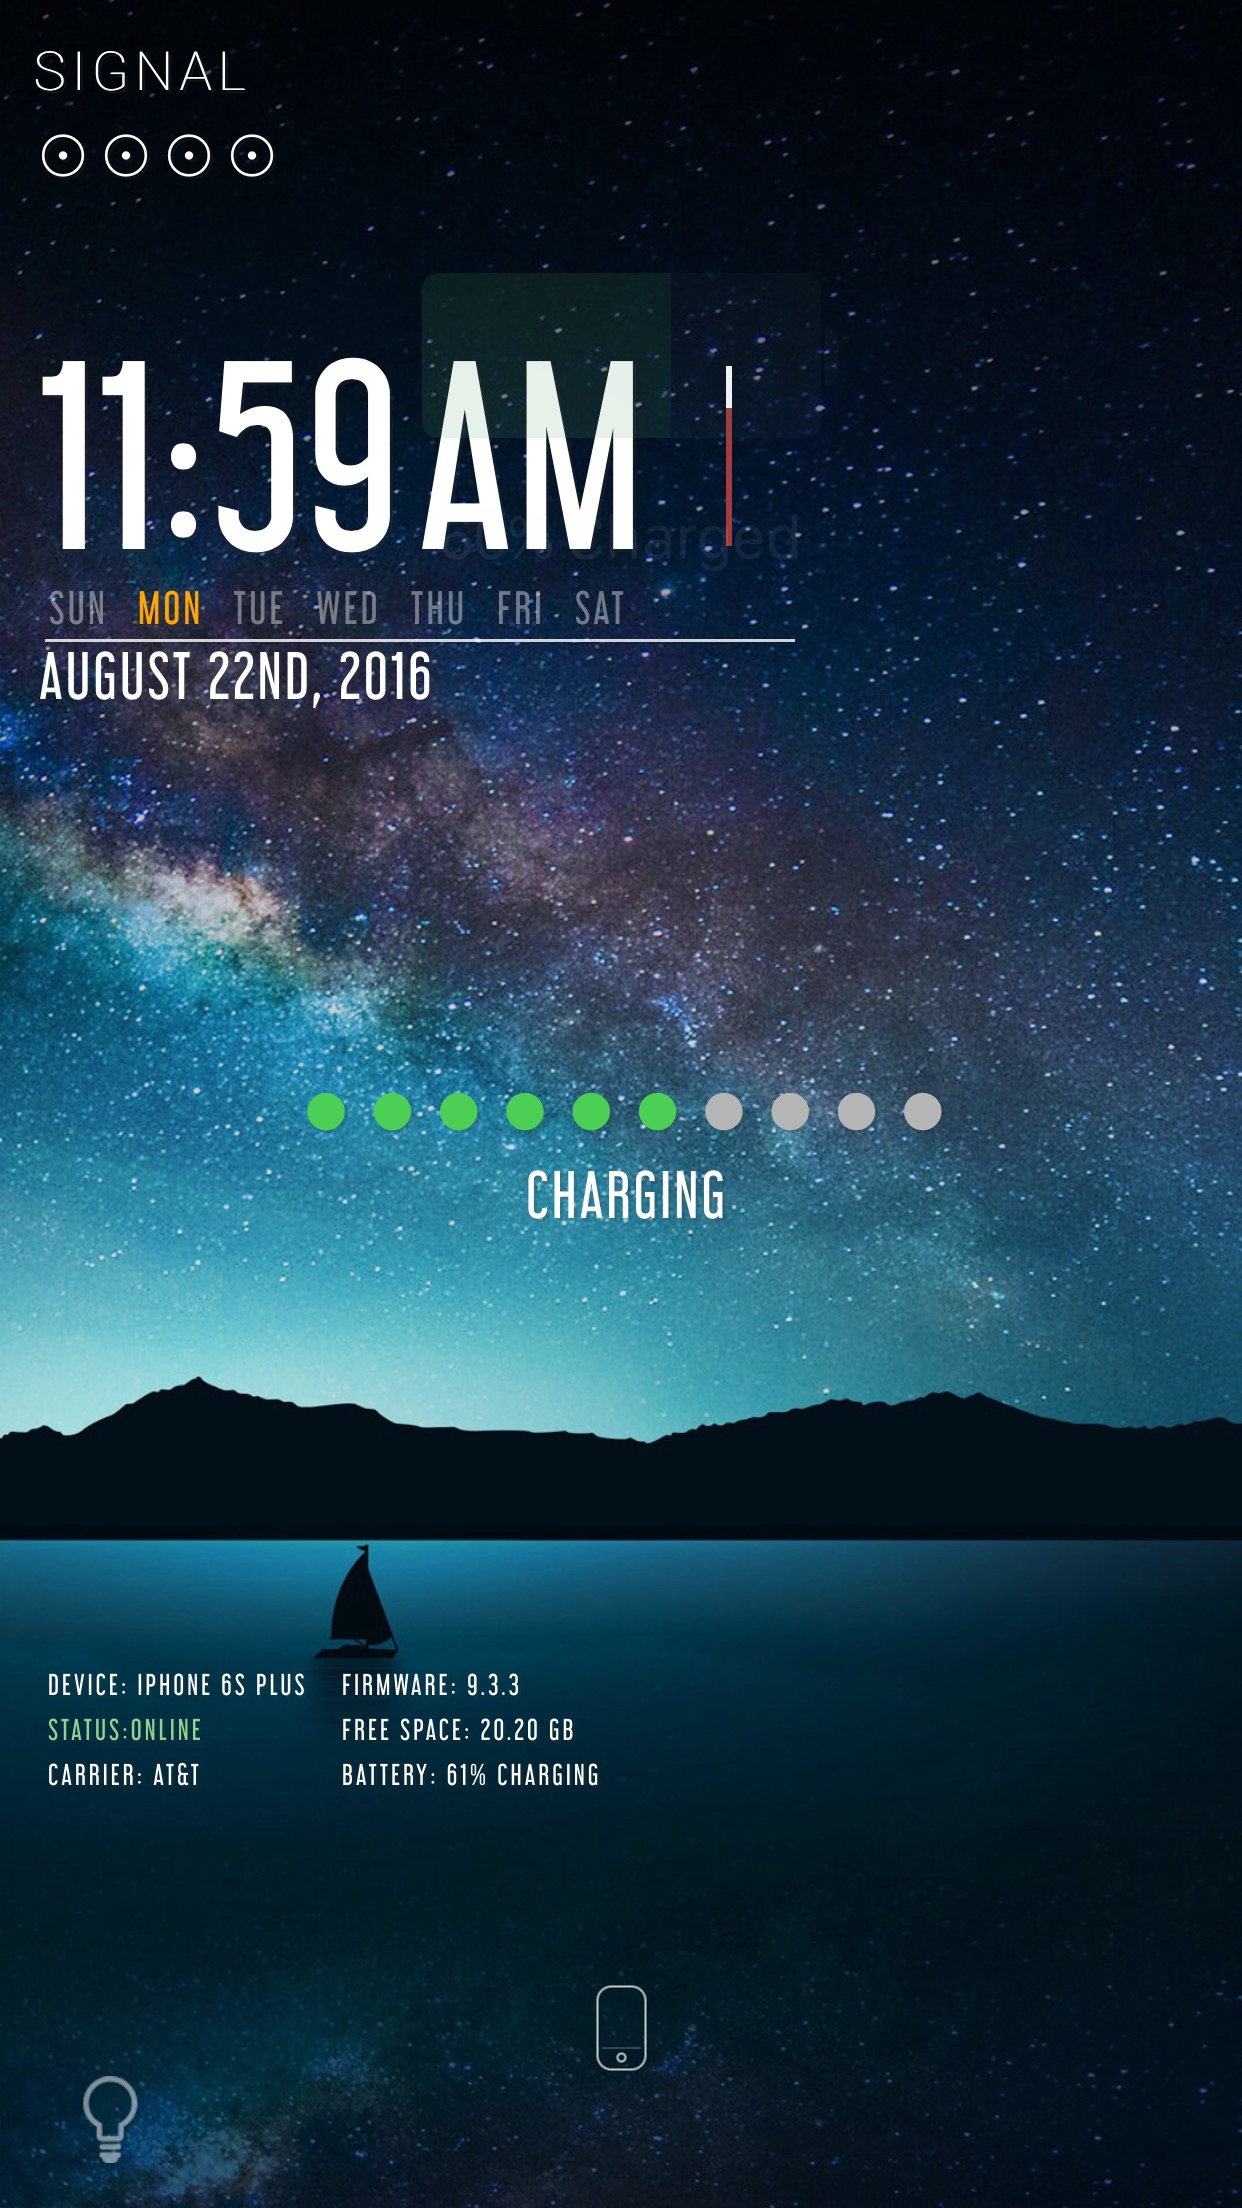 SIGNAL
11:59 AM
SUN MON TUE WED THU FRI SAT
AUGUST 22ND, 2016
Charged
CHARGING
DEVICE: IPHONE 6S PLUS
FIRMWARE: 9.3.3
STATUS:ONLINE
FREE SPACE: 20.20 GB
CARRIER: AT&T
BATTERY: 61% CHARGING